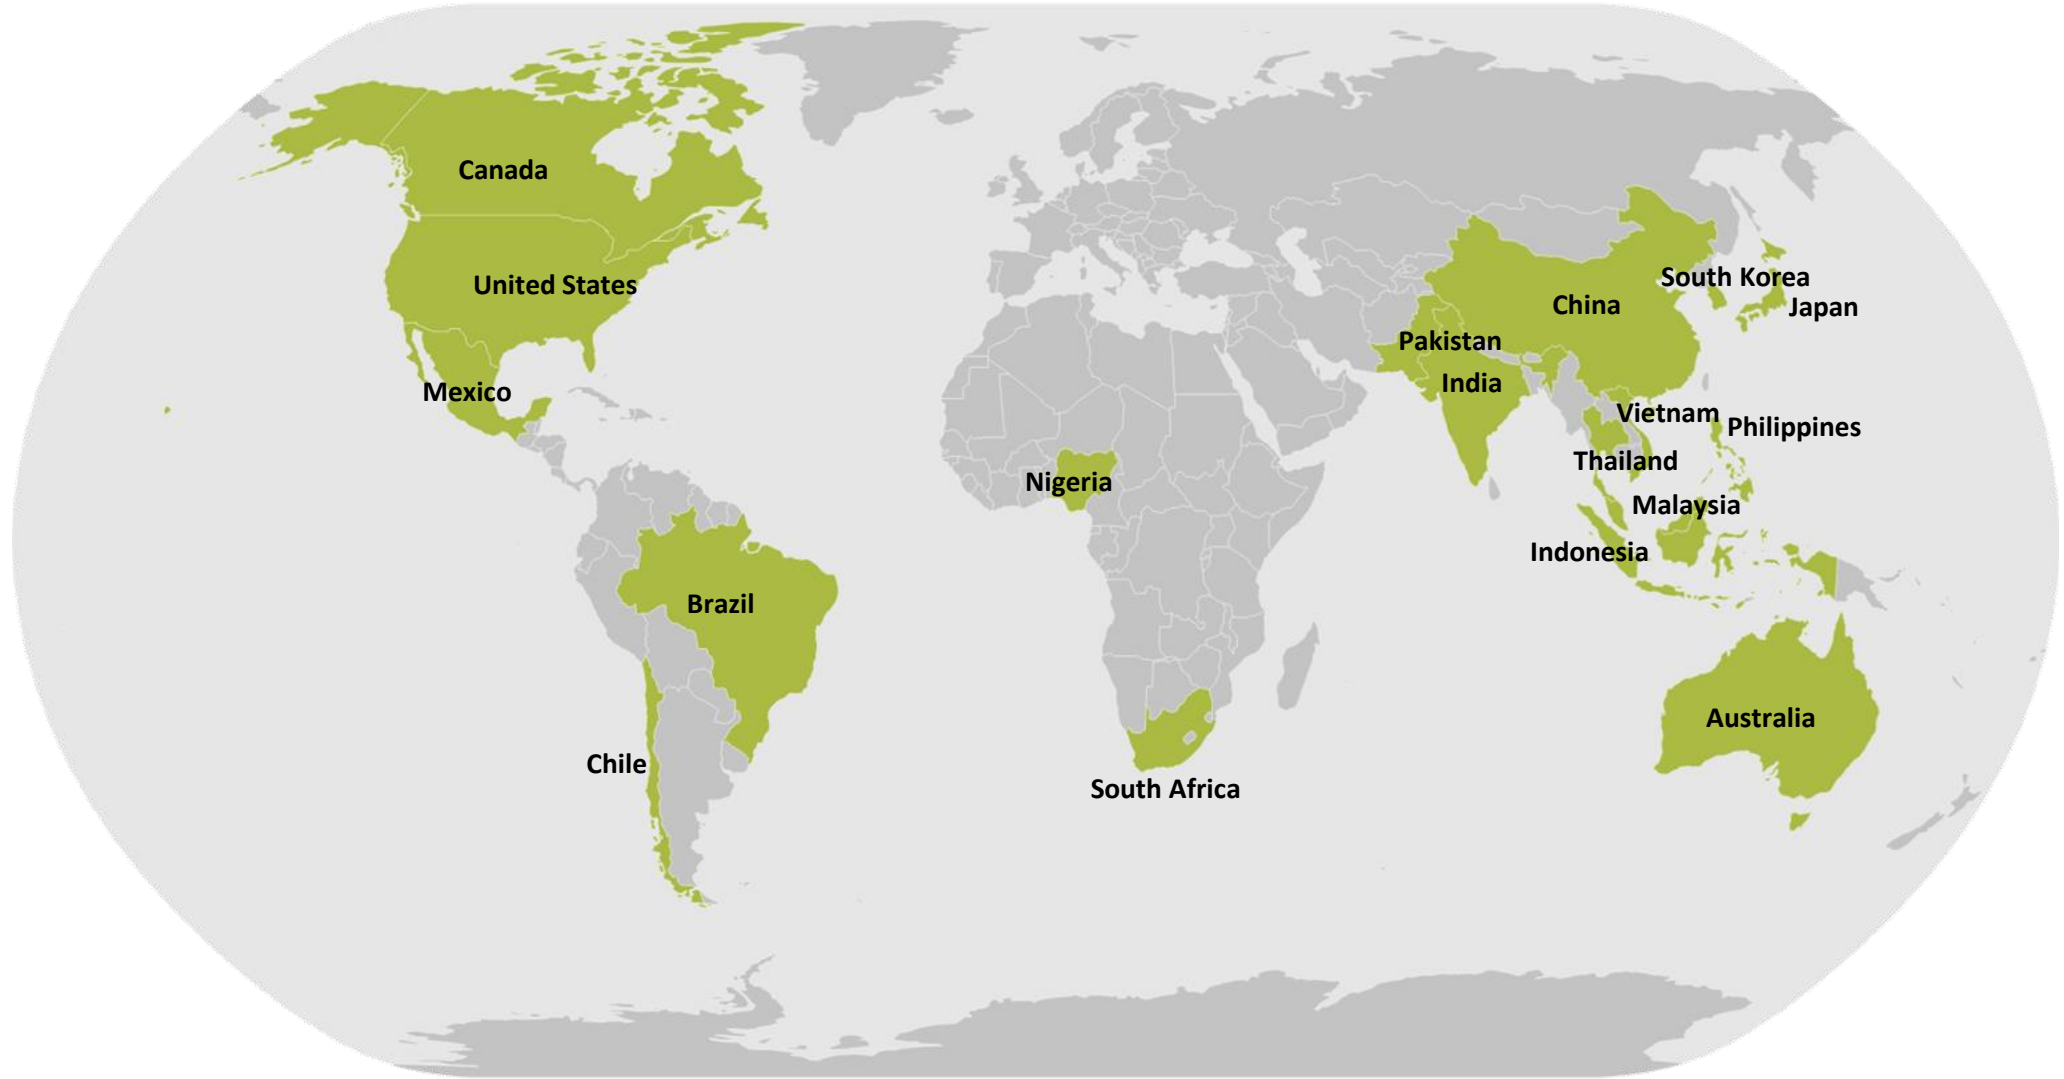 Canada
United States
South Korea
China
Japan
Pakistan
India
Mexico
Vietnam
Philippines
Thailand
Nigeria
Malaysia
Indonesia
Brazil
Australia
Chile
South Africa